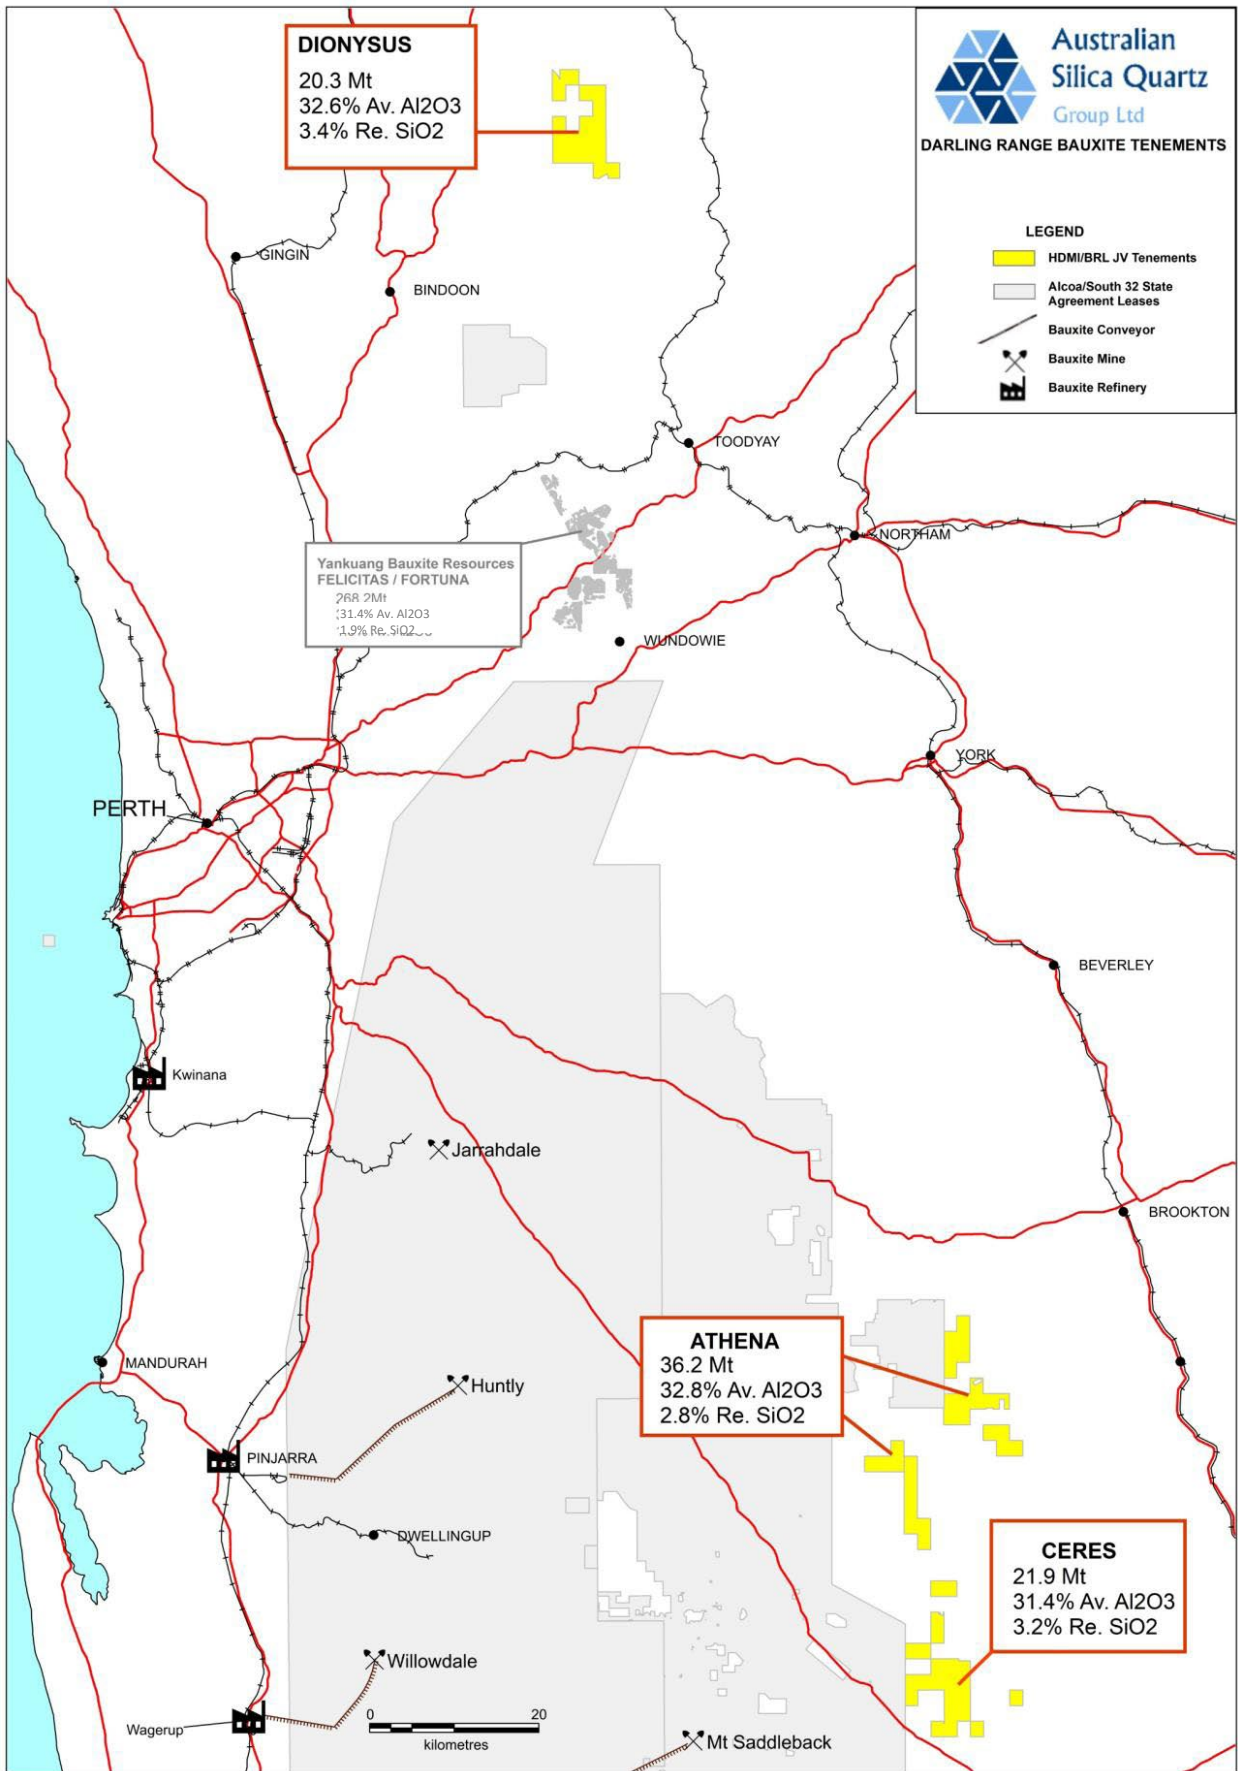 DIONYSUS
20.3 Mt
32.6% Av. Al2O3
3.4% Re. SiO2
Australian
Silica Quartz
Group Ltd
DARLING RANGE BAUXITE TENEMENTS
LEGEND
HDMI/BRL JV Tenements
Alcoa/South 32 State
Agreement Leases
Bauxite Conveyor
Bauxite Mine
Bauxite Refinery
GINGIN
BINDOON
TOODYAY
NORTHAM
Yankuang Bauxite Resources
FELICITAS / FORTUNA
268.2Mt
31.4% Av. Al2O3
1.9% Re. SiO2
WUNDOWIE
YORK
PERTH
BEVERLEY
Kwinana
Jarrahdale
BROOKTON
ATHENA
36.2 Mt
32.8% Av. Al2O3
2.8% Re. SiO2
MANDURAH
Huntly
PINJARRA
DWELLINGUP
CERES
21.9 Mt
31.4% Av. Al2O3
3.2% Re. SiO2
Willowdale
Wagerup
0 20
kilometres
Mt Saddleback